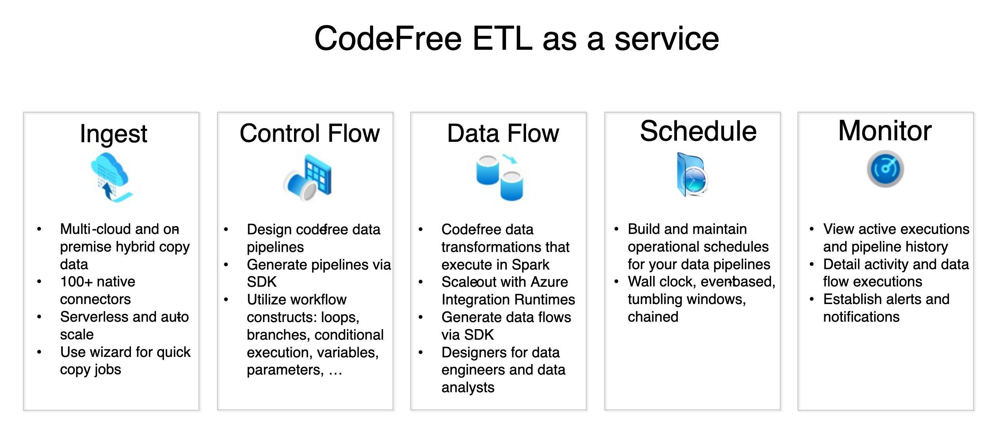 Code-Free ETL as a service
Ingest
• Multi-cloud and on-
premise hybrid copy
data
• 100+ native
connectors
• Serverless and auto-
scale
• Use wizard for quick
copy jobs
Control Flow
• Design code-free data
pipelines
• Generate pipelines via
SDK
• Utilize workflow
constructs: loops,
branches, conditional
execution, variables,
parameters, …
Data Flow
• Code-free data
transformations that
execute in Spark
• Scale-out with Azure
Integration Runtimes
• Generate data flows
via SDK
• Designers for data
engineers and data
analysts
Schedule
• Build and maintain
operational schedules
for your data pipelines
• Wall clock, event-based,
tumbling windows,
chained
Monitor
• View active executions
and pipeline history
• Detail activity and data
flow executions
• Establish alerts and
notifications